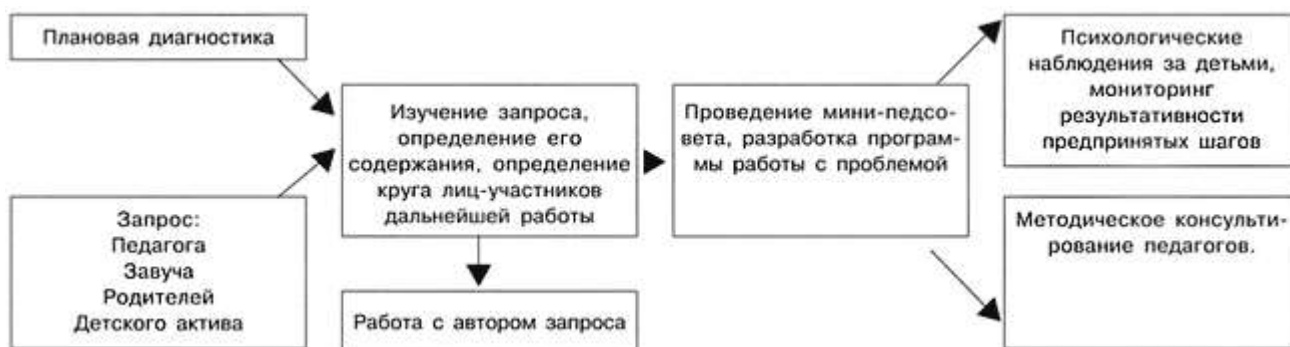 Плановая диагностика
Запрос:
Педагога
Завуча
Родителей
Детского актива
Изучение запроса,
определение его
содержания, определение
круга лиц-участников
дальнейшей работы
Работа с автором запроса
Проведение мини-педсо-
вета, разработка програм-
мы работы с проблемой
Психологические
наблюдения за детьми,
мониторинг
результативности
предпринятых шагов
Методическое консульти-
рование педагогов.